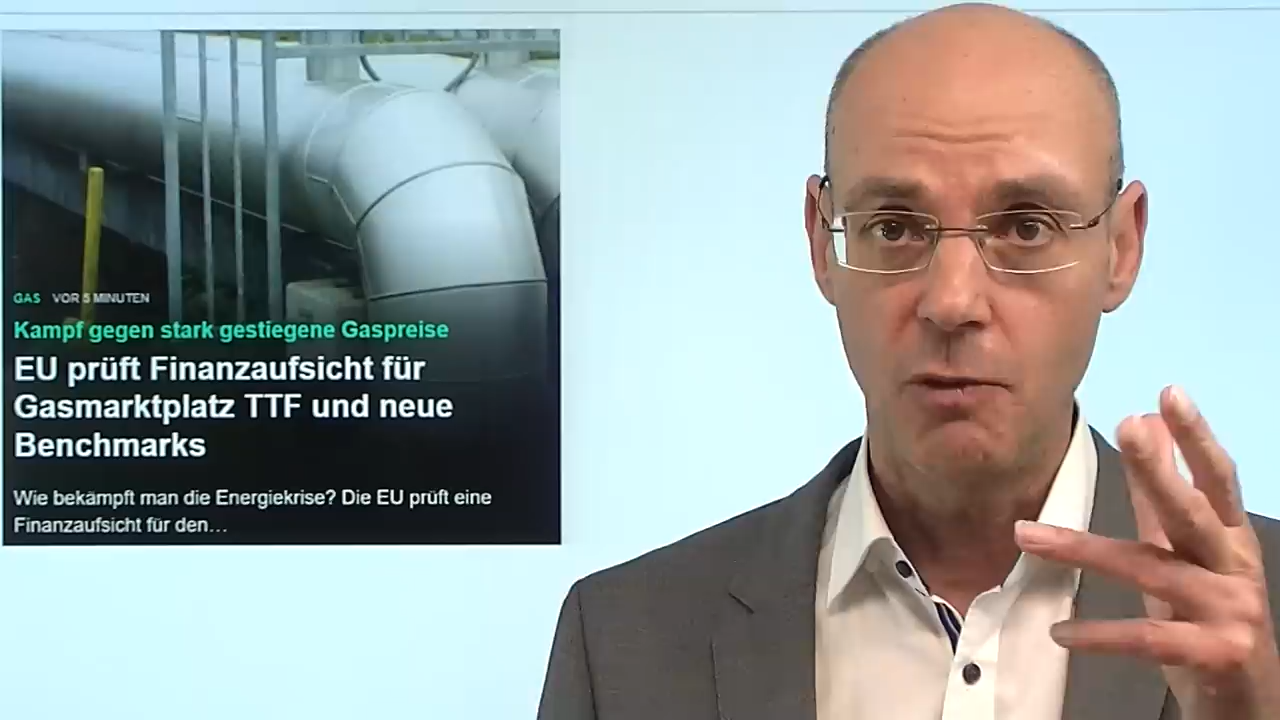 GAS VOR 5 MINUTEN
Kampf gegen stark gestiegene Gaspreise
EU prüft Finanzaufsicht für
Gasmarktplatz TTF und neue
Benchmarks
Wie bekämpft man die Energiekrise? Die EU prüft eine
Finanzaufsicht für den...